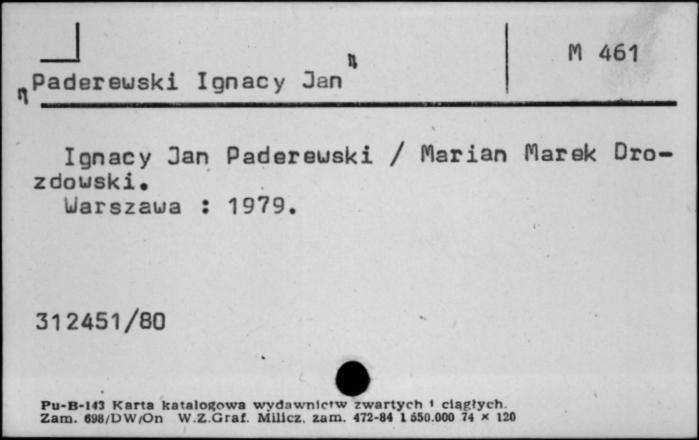 M 461
"Paderewski Ignacy Jan"
Ignacy Jan Paderewski / Marian Marek Dro-
zdowski.
Warszawa : 1979.
312451/80
Pu-B-143 Karta katalogowa wydawnictw zwartych i ciągłych.
Zam. 698/DW/On W.Z.Graf. Milicz, zam. 472-84 1 550.000 74 × 120